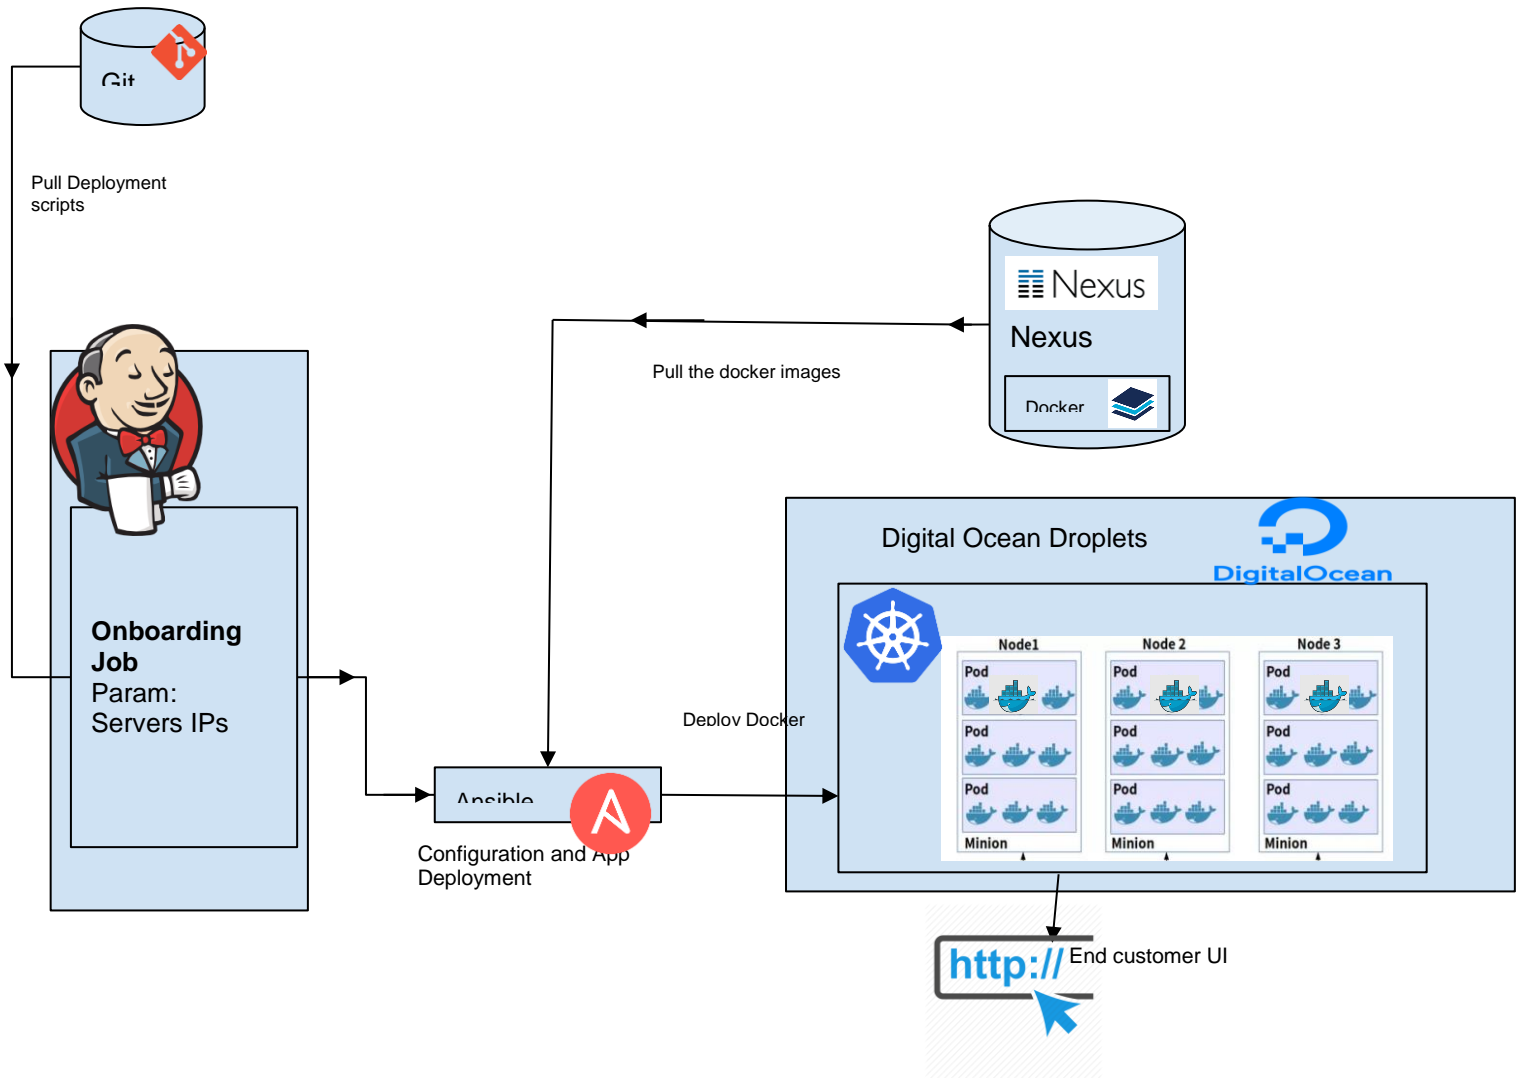 Git
Pull Deployment
scripts
Nexus
Nexus
Pull the docker images
Docker
Digital Ocean Droplets
DigitalOcean
Onboarding
Job
Param:
Servers IPs
Node1
Node 2
Node 3
Pod
Pod
Pod
Pod
Pod
Pod
Pod
Pod
Pod
Minion
Minion
Minion
Deploy Docker
Ansible
Configuration and App
Deployment
http://
End customer UI